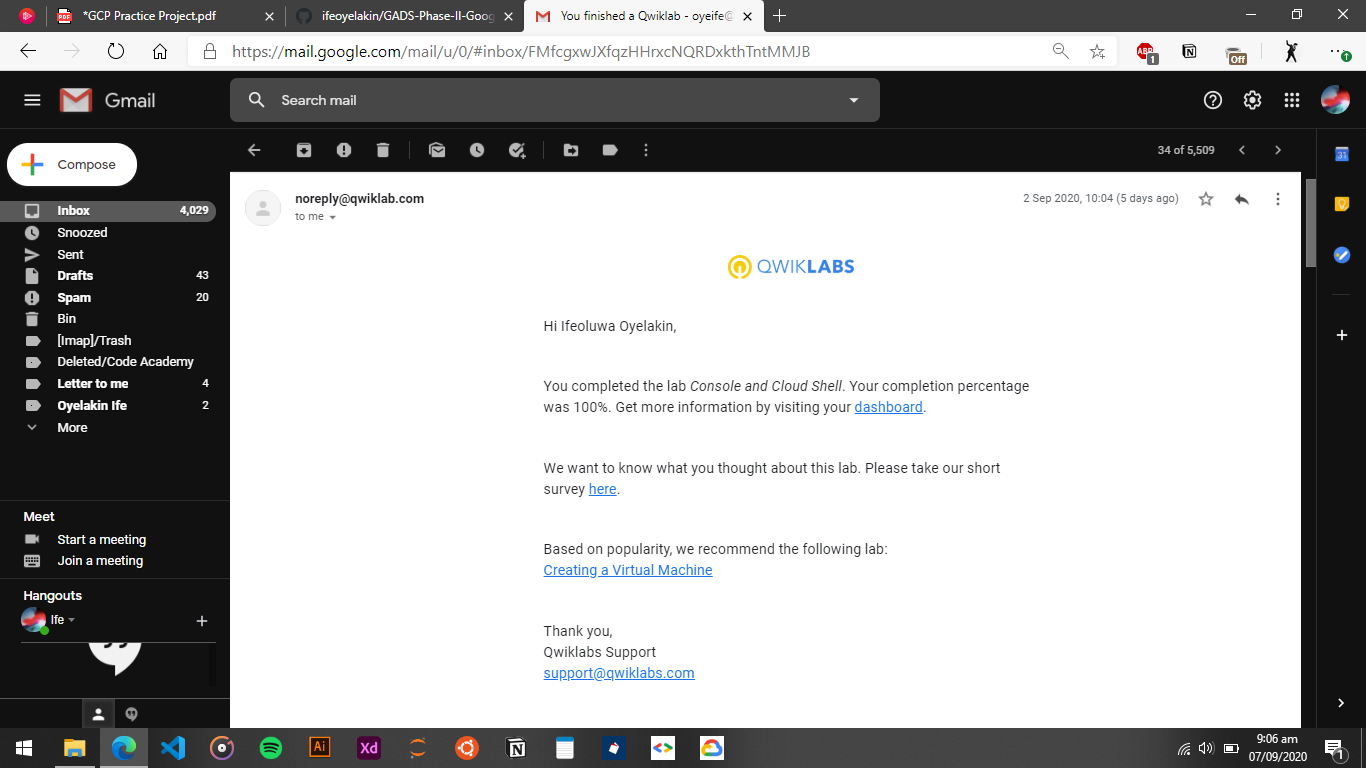 *GCP Practice Project.pdf
ifeoyelakin/GADS-Phase-II-Goog
You finished a Qwiklab - oyeife@
https://mail.google.com/mail/u/0/#inbox/FMfcgxwJXfqzHHrxcNQRDxkthTntMMJB
ABP
1
Off
Gmail
Search mail
Compose
34 of 5,509
Inbox 4,029
Snoozed
Sent
Drafts 43
Spam 20
Bin
[Imap]/Trash
Deleted/Code Academy
Letter to me 4
Oyelakin Ife 2
More
Meet
Start a meeting
Join a meeting
Hangouts
Ife
noreply@qwiklab.com
2 Sep 2020, 10:04 (5 days ago)
to me
QWIKLABS
Hi Ifeoluwa Oyelakin,
You completed the lab Console and Cloud Shell. Your completion percentage
was 100%. Get more information by visiting your dashboard.
We want to know what you thought about this lab. Please take our short
survey here.
Based on popularity, we recommend the following lab:
Creating a Virtual Machine
Thank you,
Qwiklabs Support
support@qwiklabs.com
31
Ai
Xd
9:06 am
07/09/2020
1